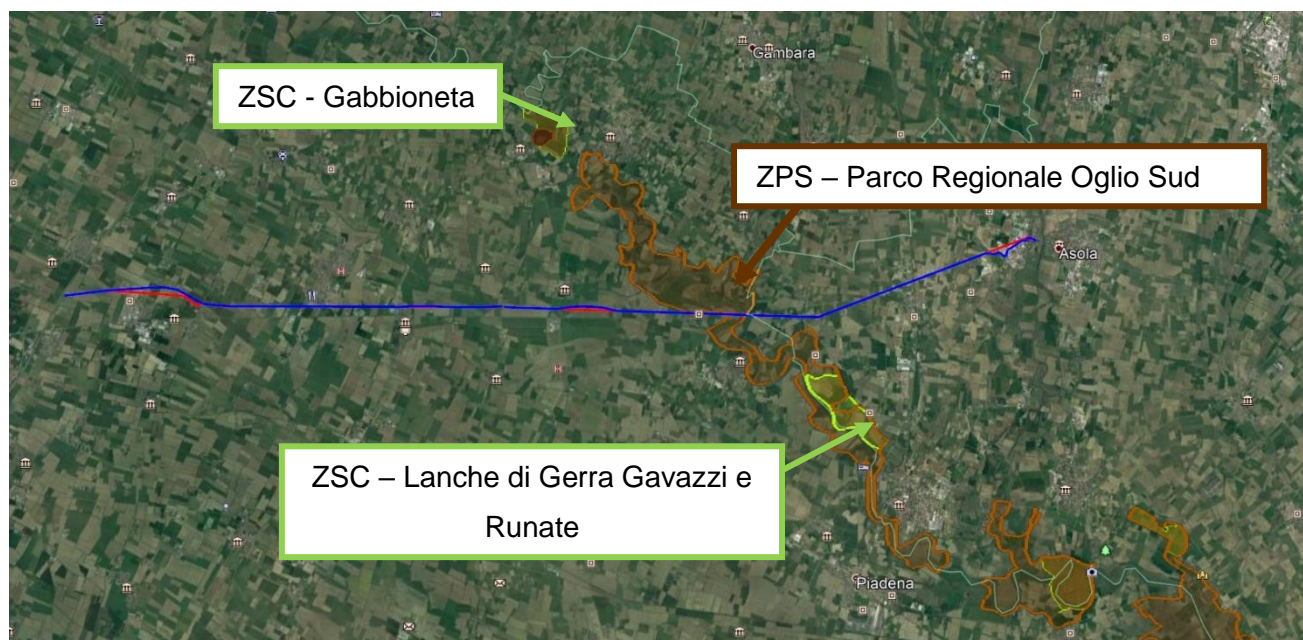 Gambara
ZSC - Gabbioneta
ZPS – Parco Regionale Oglio Sud
Asola
ZSC – Lanche di Gerra Gavazzi e
Runate
Piadena